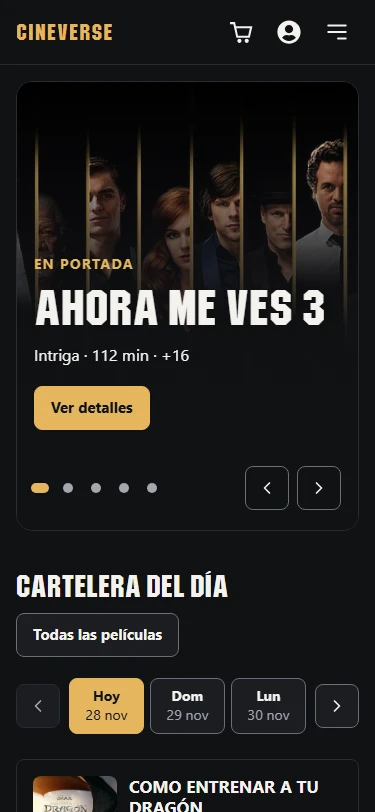 CINEVERSE
EN PORTADA
AHORA ME VES 3
Intriga · 112 min · +16
Ver detalles
CARTELERA DEL DÍA
Todas las películas
Hoy
28 nov
Dom
29 nov
Lun
30 nov
COMO ENTRENAR A TU
DRAGÓN
DRAGÓN